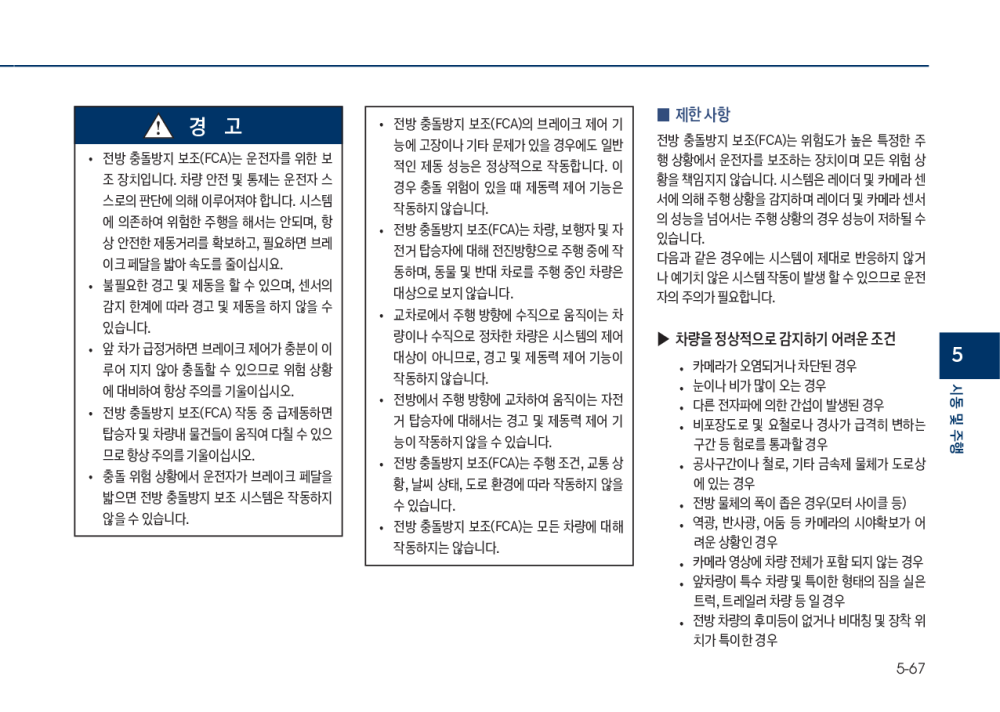 경 고
• 전방 충돌방지 보조(FCA)는 운전자를 위한 보
조 장치입니다. 차량 안전 및 통제는 운전자 스
스로의 판단에 의해 이루어져야 합니다. 시스템
에 의존하여 위험한 주행을 해서는 안되며, 항
상 안전한 제동거리를 확보하고, 필요하면 브레
이크 페달을 밟아 속도를 줄이십시요.
• 불필요한 경고 및 제동을 할 수 있으며, 센서의
감지 한계에 따라 경고 및 제동을 하지 않을 수
있습니다.
• 앞 차가 급정거하면 브레이크 제어가 충분이 이
루어 지지 않아 충돌할 수 있으므로 위험 상황
에 대비하여 항상 주의를 기울이십시오.
• 전방 충돌방지 보조(FCA) 작동 중 급제동하면
탑승자 및 차량내 물건들이 움직여 다칠 수 있으
므로 항상 주의를 기울이십시요.
• 충돌 위험 상황에서 운전자가 브레이크 페달을
밟으면 전방 충돌방지 보조 시스템은 작동하지
않을 수 있습니다.
• 전방 충돌방지 보조(FCA)의 브레이크 제어 기
능에 고장이나 기타 문제가 있을 경우에도 일반
적인 제동 성능은 정상적으로 작동합니다. 이
경우 충돌 위험이 있을 때 제동력 제어 기능은
작동하지 않습니다.
• 전방 충돌방지 보조(FCA)는 차량, 보행자 및 자
전거 탑승자에 대해 전진방향으로 주행 중에 작
동하며, 동물 및 반대 차로를 주행 중인 차량은
대상으로 보지 않습니다.
• 교차로에서 주행 방향에 수직으로 움직이는 차
량이나 수직으로 정차한 차량은 시스템의 제어
대상이 아니므로, 경고 및 제동력 제어 기능이
작동하지 않습니다.
• 전방에서 주행 방향에 교차하여 움직이는 자전
거 탑승자에 대해서는 경고 및 제동력 제어 기
능이 작동하지 않을 수 있습니다.
• 전방 충돌방지 보조(FCA)는 주행 조건, 교통 상
황, 날씨 상태, 도로 환경에 따라 작동하지 않을
수 있습니다.
• 전방 충돌방지 보조(FCA)는 모든 차량에 대해
작동하지는 않습니다.
■ 제한 사항
전방 충돌방지 보조(FCA)는 위험도가 높은 특정한 주
행 상황에서 운전자를 보조하는 장치이며 모든 위험 상
황을 책임지지 않습니다. 시스템은 레이더 및 카메라 센
서에 의해 주행 상황을 감지하며 레이더 및 카메라 센서
의 성능을 넘어서는 주행 상황의 경우 성능이 저하될 수
있습니다.
다음과 같은 경우에는 시스템이 제대로 반응하지 않거
나 예기치 않은 시스템 작동이 발생 할 수 있으므로 운전
자의 주의가 필요합니다.
▶ 차량을 정상적으로 감지하기 어려운 조건
• 카메라가 오염되거나 차단된 경우
• 눈이나 비가 많이 오는 경우
• 다른 전자파에 의한 간섭이 발생된 경우
• 비포장도로 및 요철로나 경사가 급격히 변하는
구간 등 험로를 통과할 경우
• 공사구간이나 철로, 기타 금속제 물체가 도로상
에 있는 경우
• 전방 물체의 폭이 좁은 경우(모터 사이클 등)
• 역광, 반사광, 어둠 등 카메라의 시야확보가 어
려운 상황인 경우
• 카메라 영상에 차량 전체가 포함 되지 않는 경우
• 앞차량이 특수 차량 및 특이한 형태의 짐을 실은
트럭, 트레일러 차량 등 일 경우
• 전방 차량의 후미등이 없거나 비대칭 및 장착 위
치가 특이한 경우
5
시동 및 주행
5-67